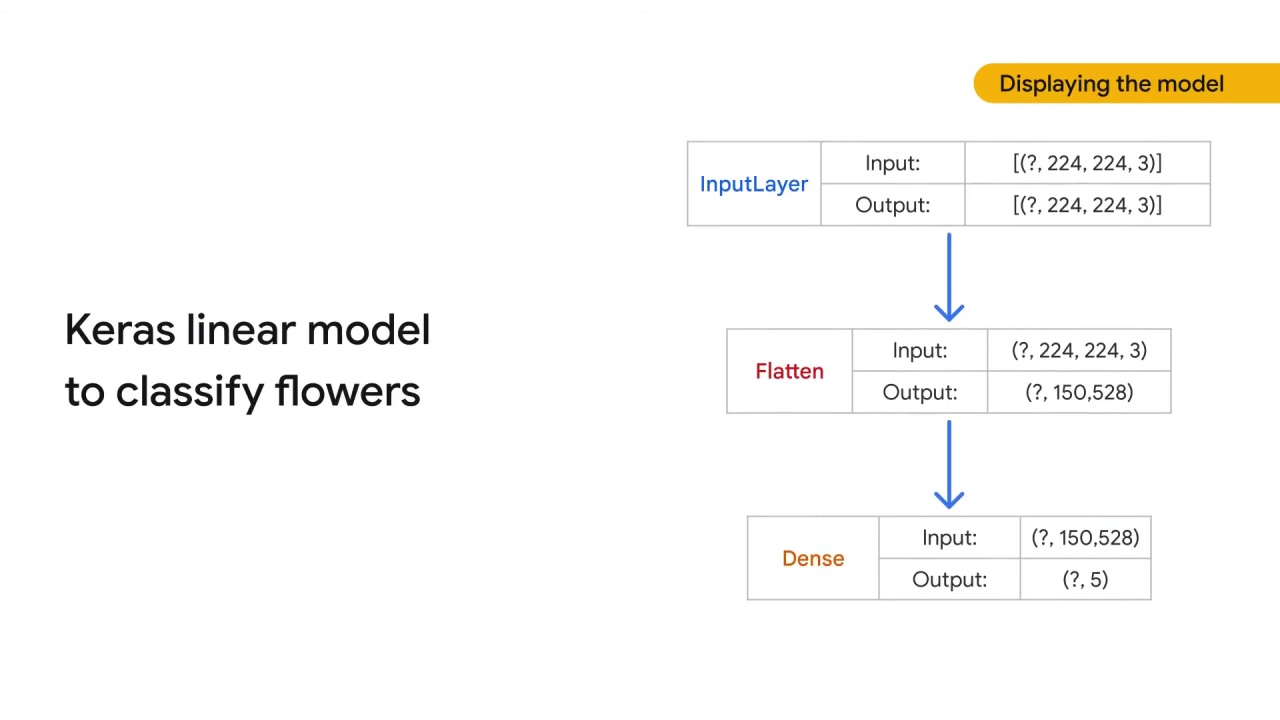 Displaying the model
Keras linear model
to classify flowers
InputLayer
Input:
[(?, 224, 224, 3)]
Output:
[(?, 224, 224, 3)]
Flatten
Input:
(?, 224, 224, 3)
Output:
(?, 150,528)
Dense
Input:
(?, 150,528)
Output:
(?, 5)